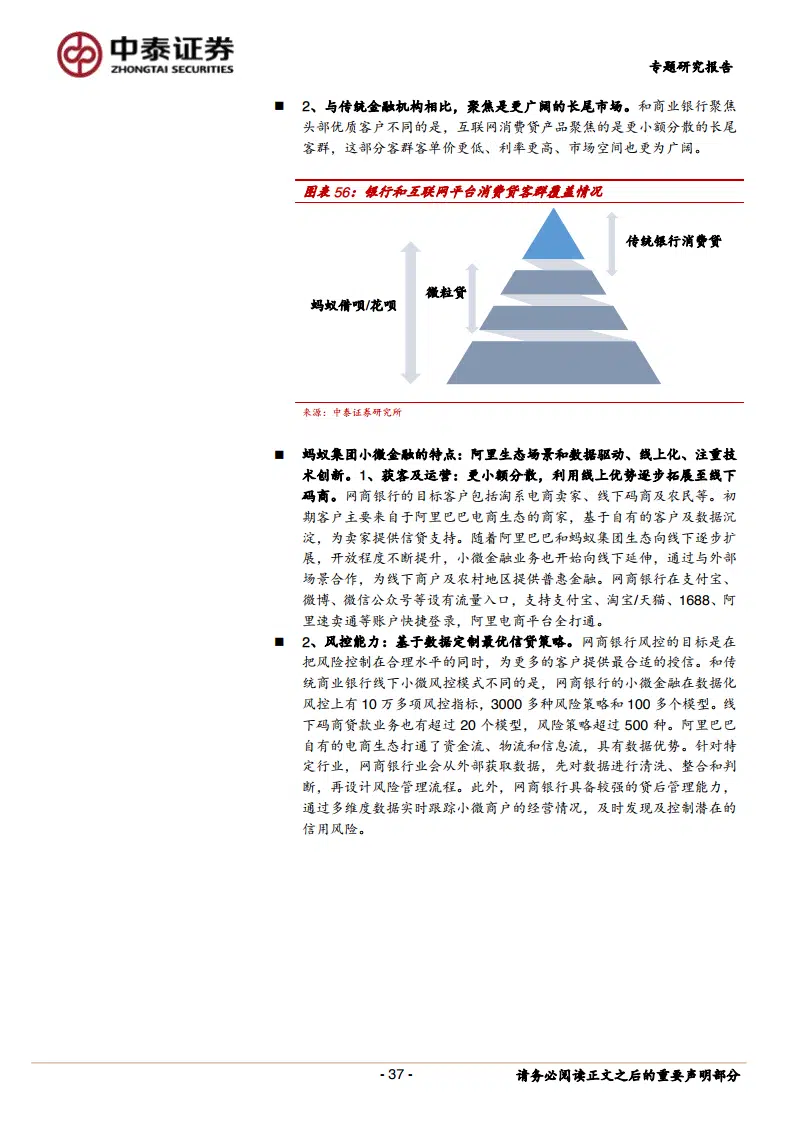 中泰证券
ZHONGTAI SECURITIES
专题研究报告
■ 2、与传统金融机构相比，聚焦是更广阔的长尾市场。和商业银行聚焦
头部优质客户不同的是，互联网消费贷产品聚焦的是更小额分散的长尾
客群，这部分客群客单价更低、利率更高、市场空间也更为广阔。
图表 56：银行和互联网平台消费贷客群覆盖情况
传统银行消费贷
微粒贷
蚂蚁借呗/花呗
来源：中泰证券研究所
■ 蚂蚁集团小微金融的特点：阿里生态场景和数据驱动、线上化、注重技
术创新。1、获客及运营：更小额分散，利用线上优势逐步拓展至线下
码商。网商银行的目标客户包括淘系电商卖家、线下码商及农民等。初
期客户主要来自于阿里巴巴电商生态的商家，基于自有的客户及数据沉
淀，为卖家提供信贷支持。随着阿里巴巴和蚂蚁集团生态向线下逐步扩
展，开放程度不断提升，小微金融业务也开始向线下延伸，通过与外部
场景合作，为线下商户及农村地区提供普惠金融。网商银行在支付宝、
微博、微信公众号等设有流量入口，支持支付宝、淘宝/天猫、1688、阿
里速卖通等账户快捷登录，阿里电商平台全打通。
■ 2、风控能力：基于数据定制最优信贷策略。网商银行风控的目标是在
把风险控制在合理水平的同时，为更多的客户提供最合适的授信。和传
统商业银行线下小微风控模式不同的是，网商银行的小微金融在数据化
风控上有 10 万多项风控指标，3000 多种风险策略和 100 多个模型。线
下码商贷款业务也有超过 20 个模型，风险策略超过 500 种。阿里巴巴
自有的电商生态打通了资金流、物流和信息流，具有数据优势。针对特
定行业，网商银行业会从外部获取数据，先对数据进行清洗、整合和判
断，再设计风险管理流程。此外，网商银行具备较强的贷后管理能力，
通过多维度数据实时跟踪小微商户的经营情况，及时发现及控制潜在的
信用风险。
- 37 -
请务必阅读正文之后的重要声明部分